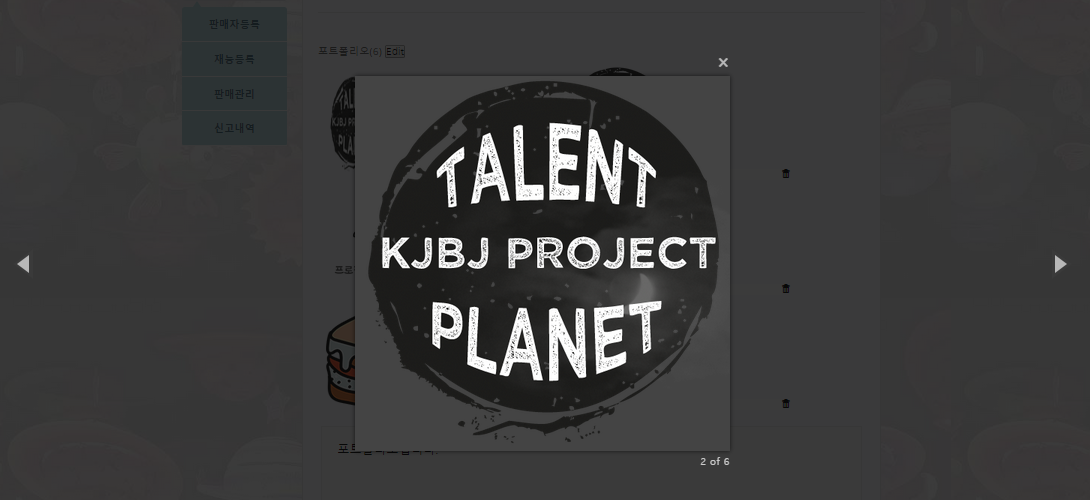 판매자등록
재능등록
판매관리
신고내역
포트폴리오(6) Edit
×
TALENT
KJBJ PROJECT
PLANET
2 of 6